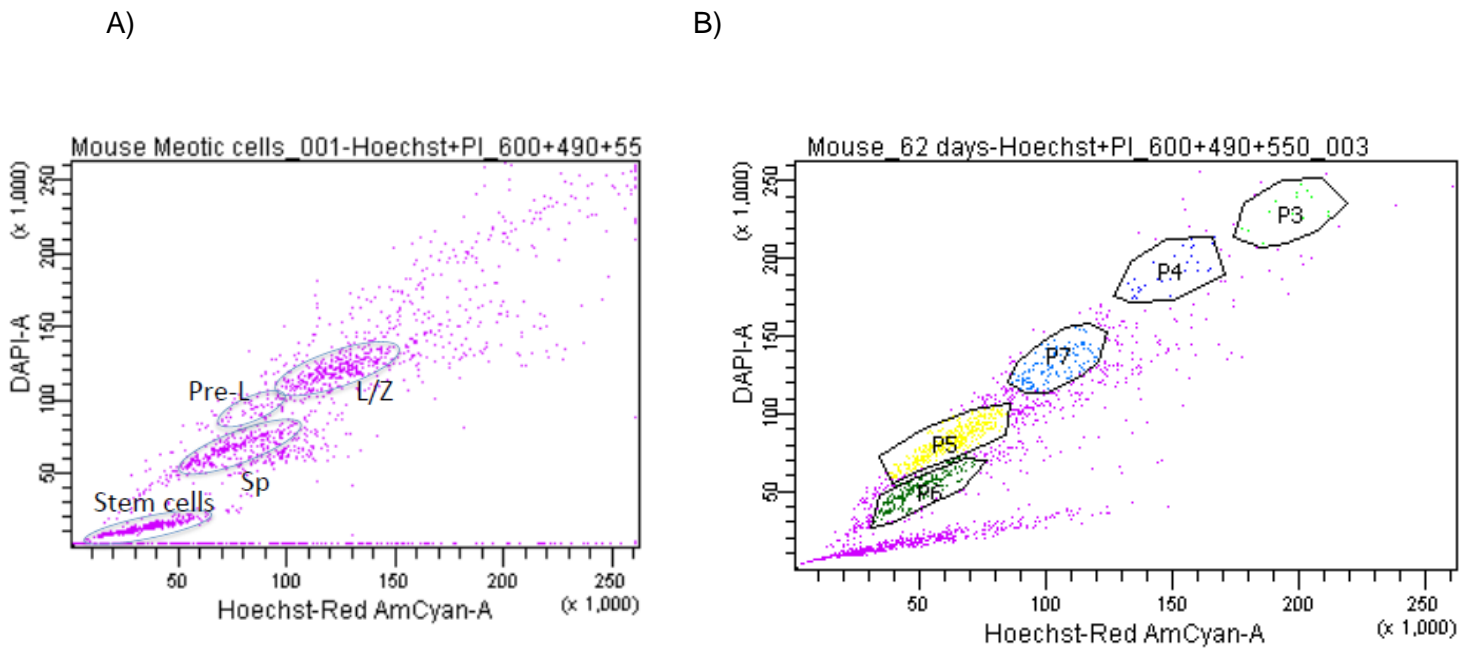 A)
B)
Mouse Meotic cells_001-Hoechst+PI_600+490+55
(x 1,000)
250
200
150
100
50
DAPI-A
Pre-L
L/Z
Sp
Stem cells
50 100 150 200 250
Hoechst-Red AmCyan-A
(x 1,000)
Mouse_62 days-Hoechst+PI_600+490+550_003
(x 1,000)
250
200
150
100
50
DAPI-A
P3
P4
P7
P5
P6
50 100 150 200 250
Hoechst-Red AmCyan-A
(x 1,000)